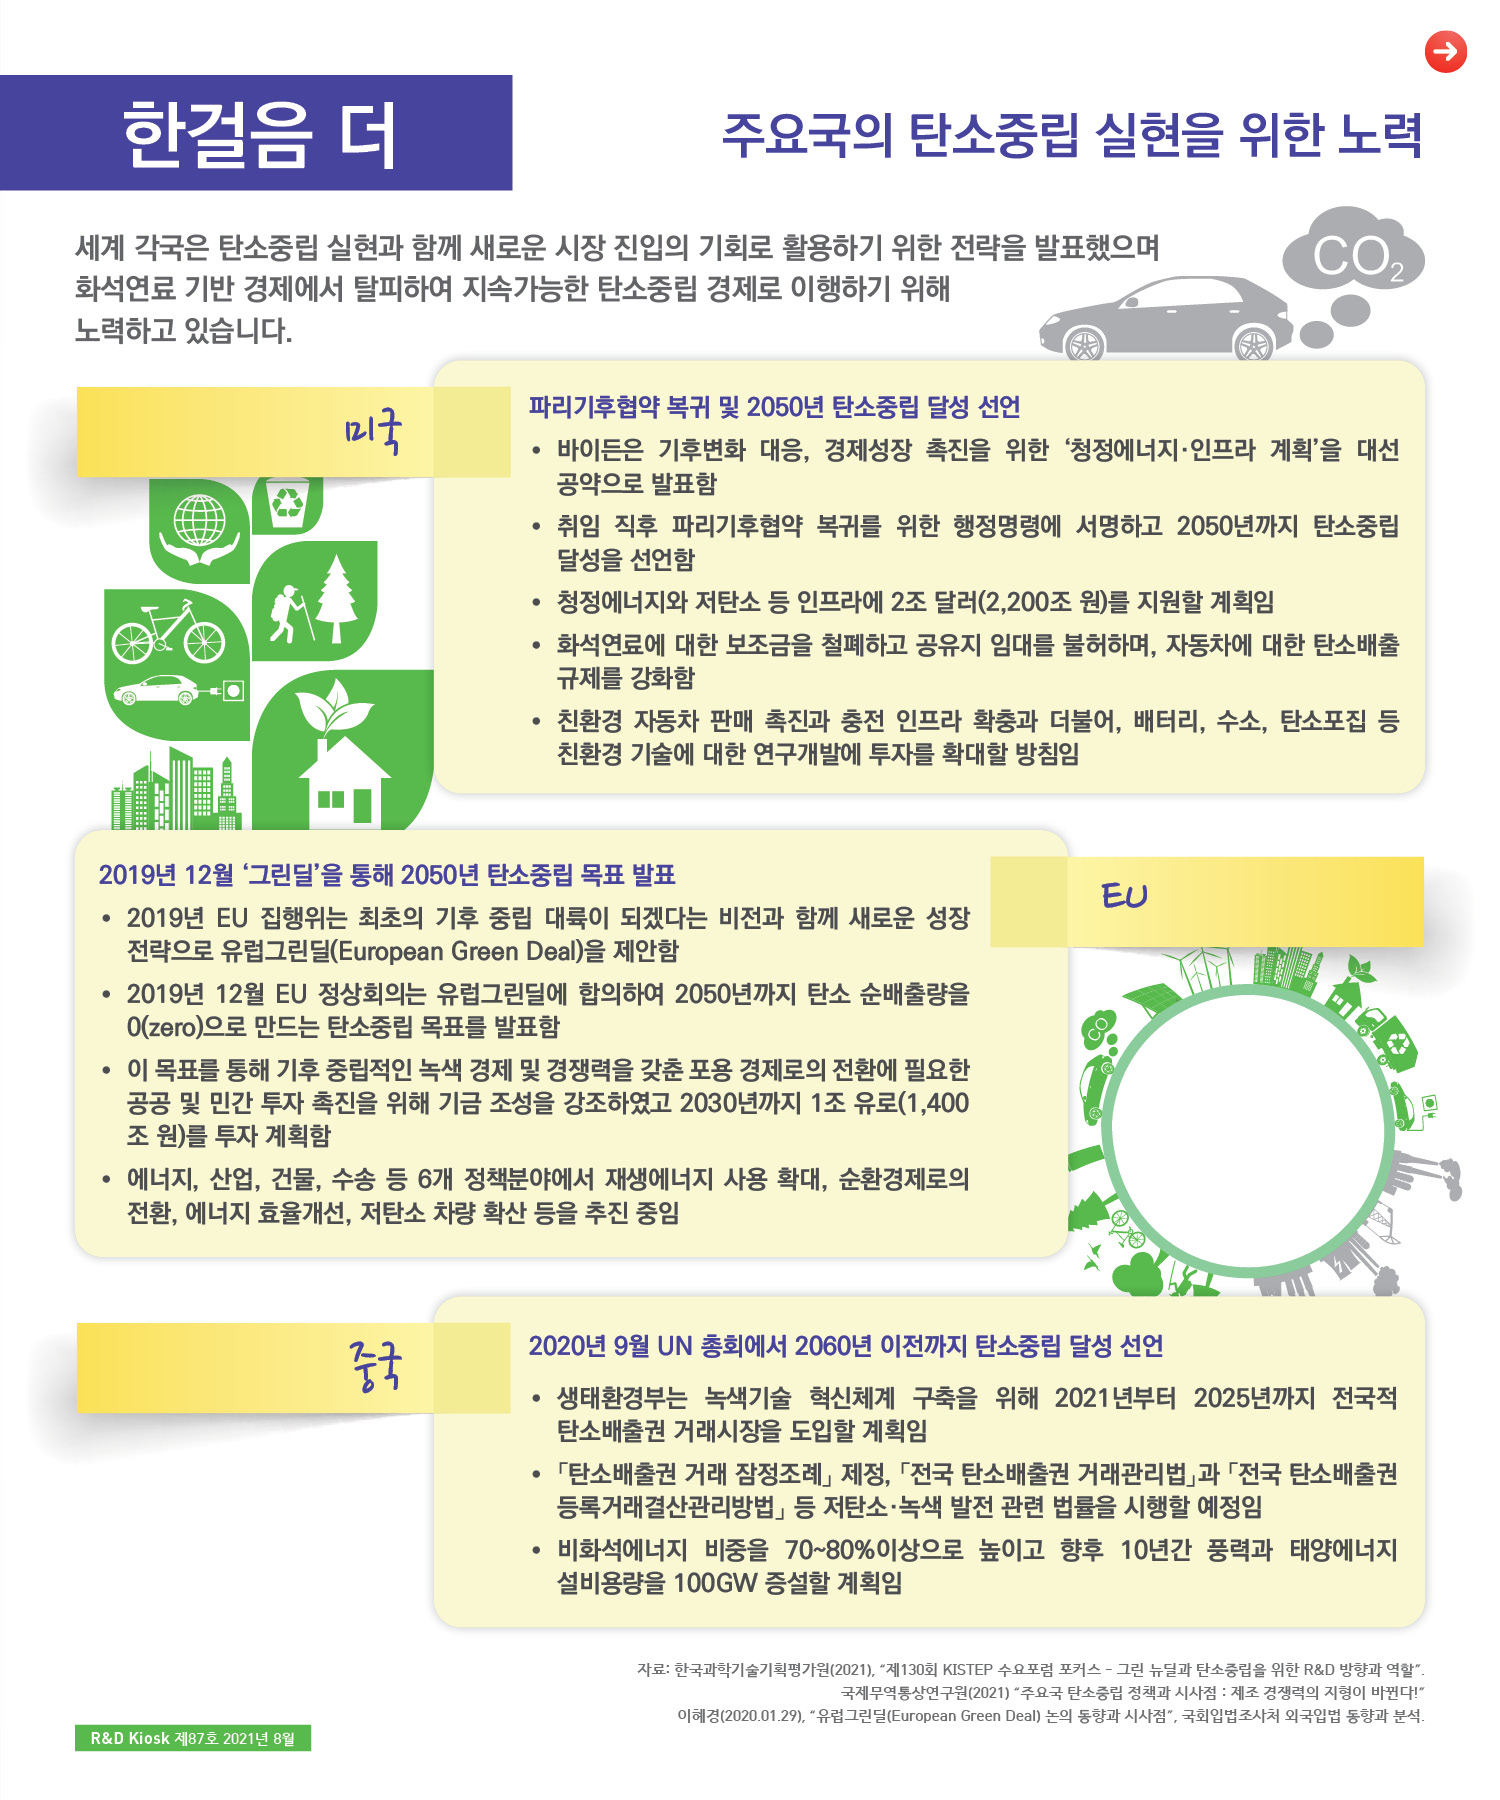 한걸음 더
주요국의 탄소중립 실현을 위한 노력
세계 각국은 탄소중립 실현과 함께 새로운 시장 진입의 기회로 활용하기 위한 전략을 발표했으며
화석연료 기반 경제에서 탈피하여 지속가능한 탄소중립 경제로 이행하기 위해
노력하고 있습니다.
CO2
미국
파리기후협약 복귀 및 2050년 탄소중립 달성 선언
• 바이든은 기후변화 대응, 경제성장 촉진을 위한 ‘청정에너지·인프라 계획’을 대선
공약으로 발표함
• 취임 직후 파리기후협약 복귀를 위한 행정명령에 서명하고 2050년까지 탄소중립
달성을 선언함
• 청정에너지와 저탄소 등 인프라에 2조 달러(2,200조 원)를 지원할 계획임
• 화석연료에 대한 보조금을 철폐하고 공유지 임대를 불허하며, 자동차에 대한 탄소배출
규제를 강화함
• 친환경 자동차 판매 촉진과 충전 인프라 확충과 더불어, 배터리, 수소, 탄소포집 등
친환경 기술에 대한 연구개발에 투자를 확대할 방침임
EU
2019년 12월 ‘그린딜’을 통해 2050년 탄소중립 목표 발표
• 2019년 EU 집행위는 최초의 기후 중립 대륙이 되겠다는 비전과 함께 새로운 성장
전략으로 유럽그린딜(European Green Deal)을 제안함
• 2019년 12월 EU 정상회의는 유럽그린딜에 합의하여 2050년까지 탄소 순배출량을
0(zero)으로 만드는 탄소중립 목표를 발표함
• 이 목표를 통해 기후 중립적인 녹색 경제 및 경쟁력을 갖춘 포용 경제로의 전환에 필요한
공공 및 민간 투자 촉진을 위해 기금 조성을 강조하였고 2030년까지 1조 유로(1,400
조 원)를 투자 계획함
• 에너지, 산업, 건물, 수송 등 6개 정책분야에서 재생에너지 사용 확대, 순환경제로의
전환, 에너지 효율개선, 저탄소 차량 확산 등을 추진 중임
중국
2020년 9월 UN 총회에서 2060년 이전까지 탄소중립 달성 선언
• 생태환경부는 녹색기술 혁신체계 구축을 위해 2021년부터 2025년까지 전국적
탄소배출권 거래시장을 도입할 계획임
• 「탄소배출권 거래 잠정조례」 제정, 「전국 탄소배출권 거래관리법」과 「전국 탄소배출권
등록거래결산관리방법」 등 저탄소·녹색 발전 관련 법률을 시행할 예정임
• 비화석에너지 비중을 70~80%이상으로 높이고 향후 10년간 풍력과 태양에너지
설비용량을 100GW 증설할 계획임
자료: 한국과학기술기획평가원(2021), “제130회 KISTEP 수요포럼 포커스 - 그린 뉴딜과 탄소중립을 위한 R&D 방향과 역할”.
국제무역통상연구원(2021) “주요국 탄소중립 정책과 시사점 : 제조 경쟁력의 지형이 바뀐다!”
이혜경(2020.01.29), “유럽그린딜(European Green Deal) 논의 동향과 시사점”, 국회입법조사처 외국입법 동향과 분석.
R&D Kiosk 제87호 2021년 8월